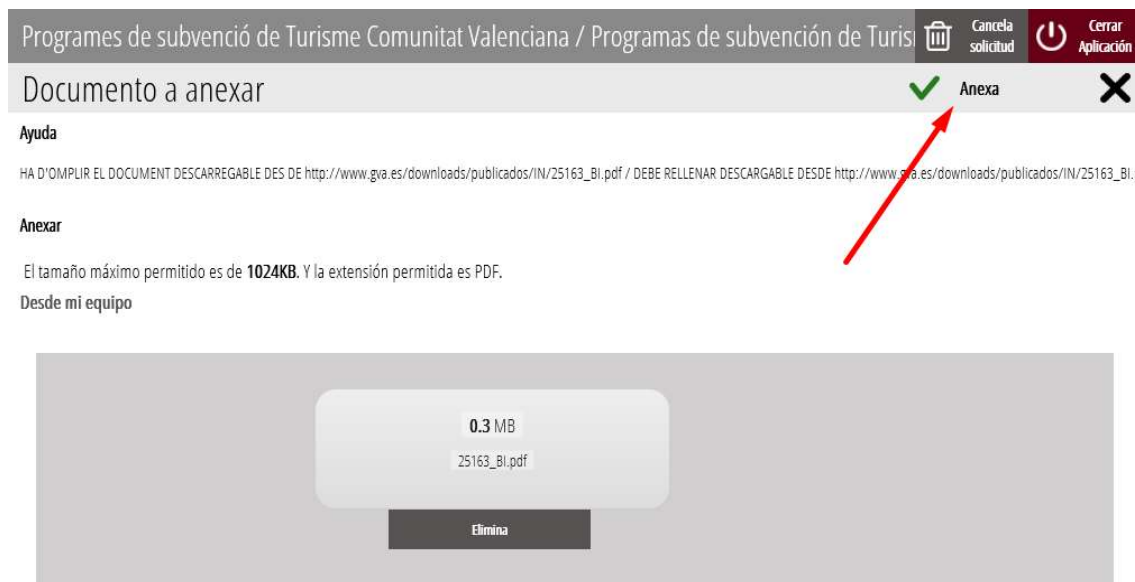 Programes de subvenció de Turisme Comunitat Valenciana / Programas de subvención de Turis
Cancela
solicitud
Cerrar
Aplicación
Documento a anexar
Anexa
Ayuda
HA D'OMPLIR EL DOCUMENT DESCARREGABLE DES DE http://www.gva.es/downloads/publicados/IN/25163_BI.pdf / DEBE RELLENAR DESCARGABLE DESDE http://www.gva.es/downloads/publicados/IN/25163_BI.
Anexar
El tamaño máximo permitido es de 1024KB. Y la extensión permitida es PDF.
Desde mi equipo
0.3 MB
25163_BI.pdf
Elimina